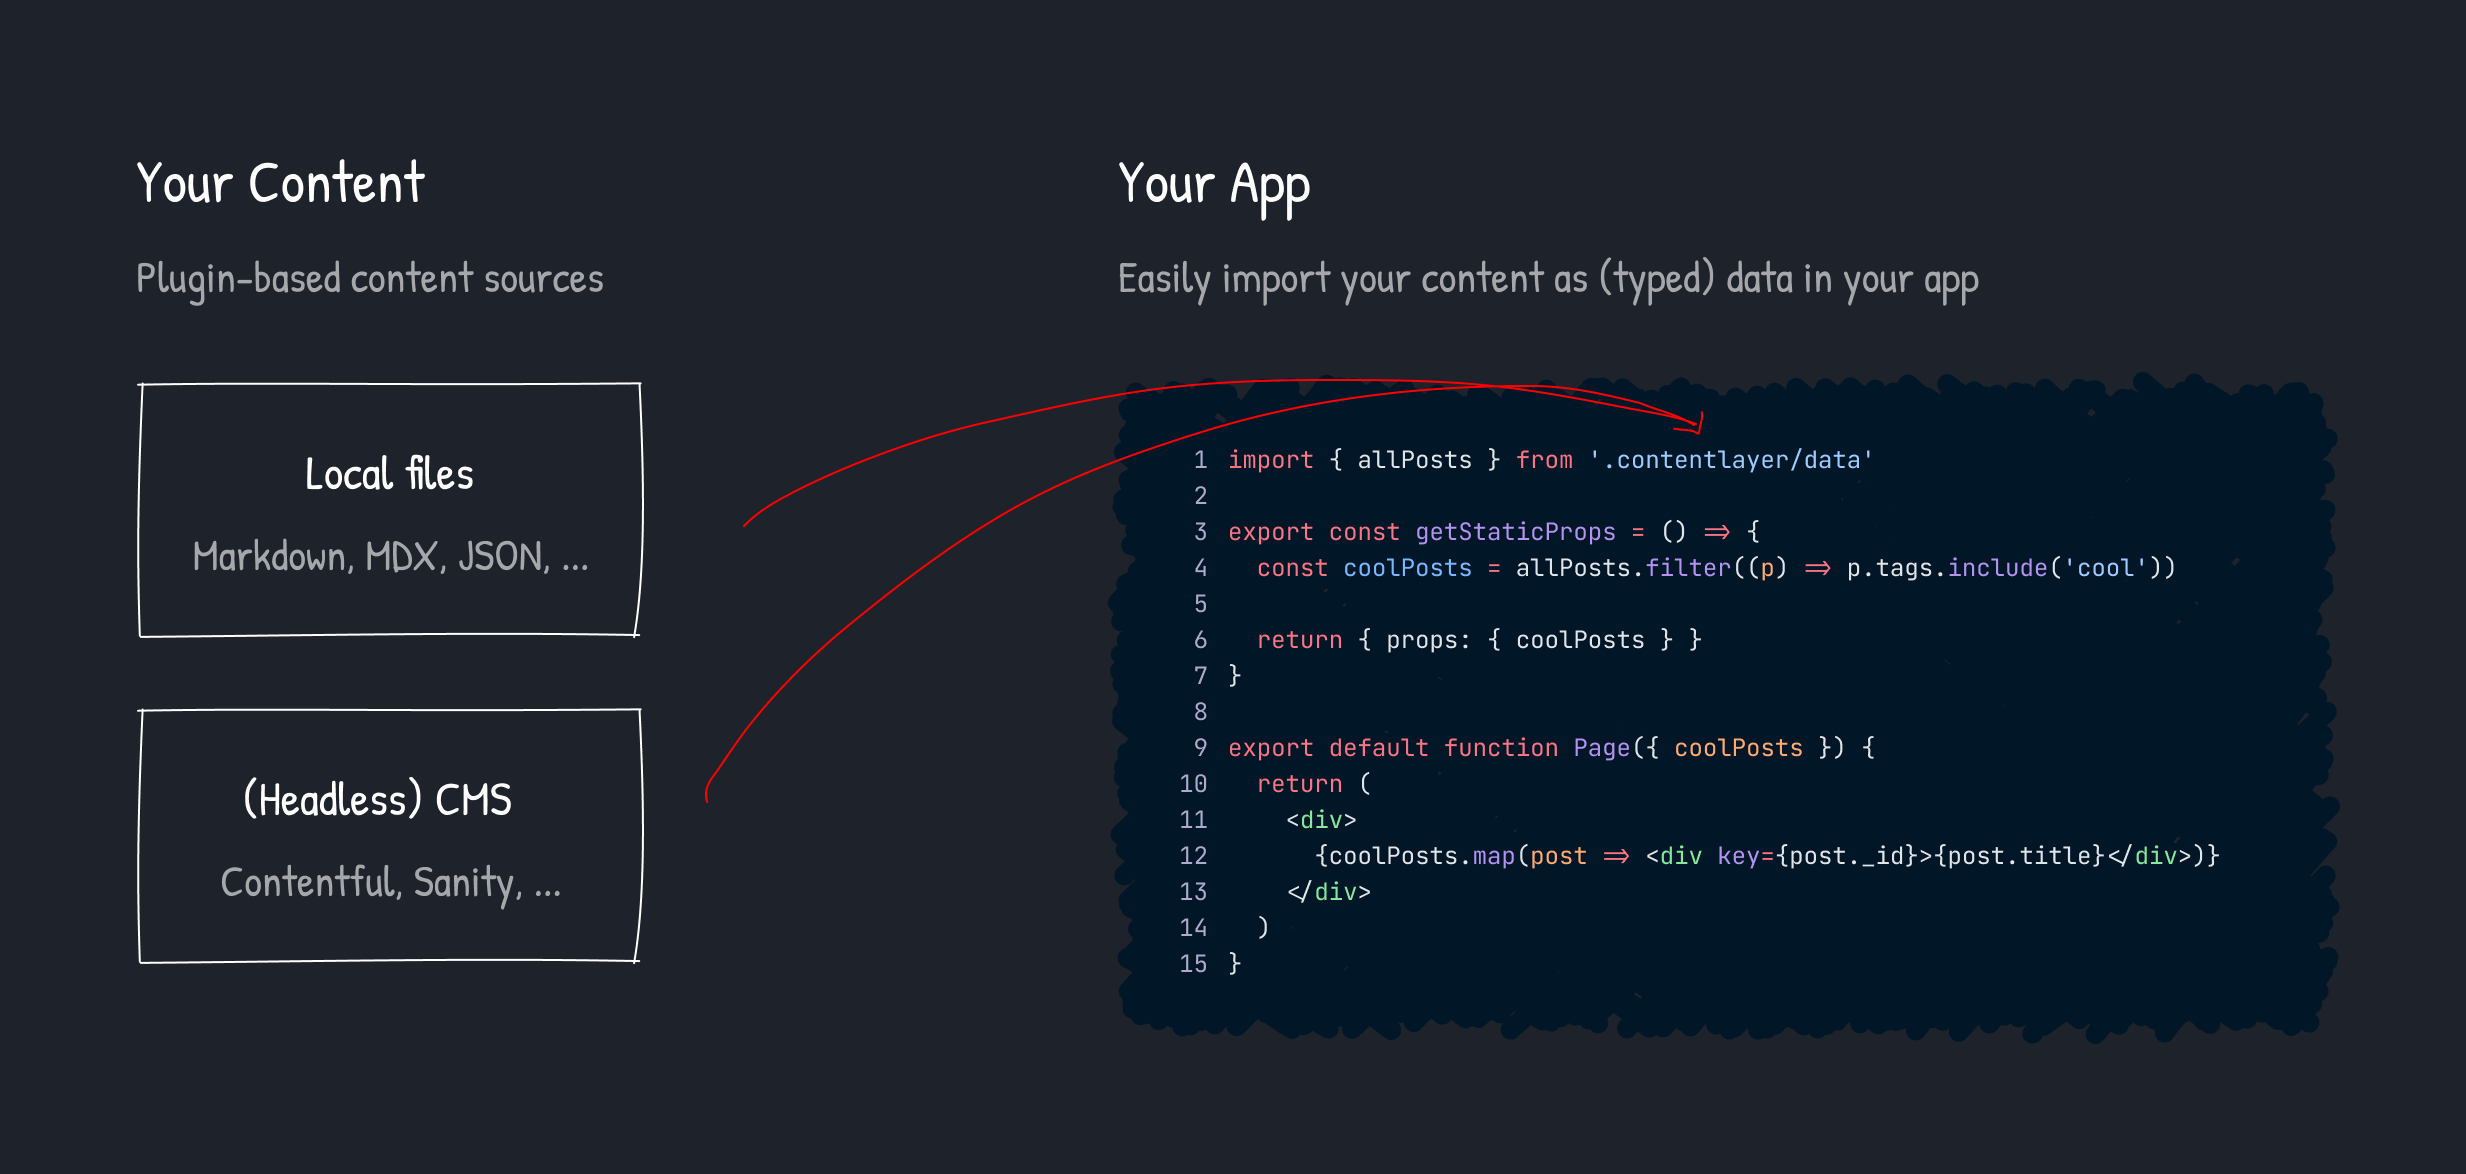 Your Content
Plugin-based content sources
Local files
Markdown, MDX, JSON, ...
(Headless) CMS
Contentful, Sanity, ...
Your App
Easily import your content as (typed) data in your app
1 import { allPosts } from '.contentlayer/data'
2
3 export const getStaticProps = () => {
4   const coolPosts = allPosts.filter((p) => p.tags.include('cool'))
5
6   return { props: { coolPosts } }
7 }
8
9 export default function Page({ coolPosts }) {
10   return (
11     <div>
12       {coolPosts.map(post => <div key={post._id}>{post.title}</div>)}
13     </div>
14   )
15 }